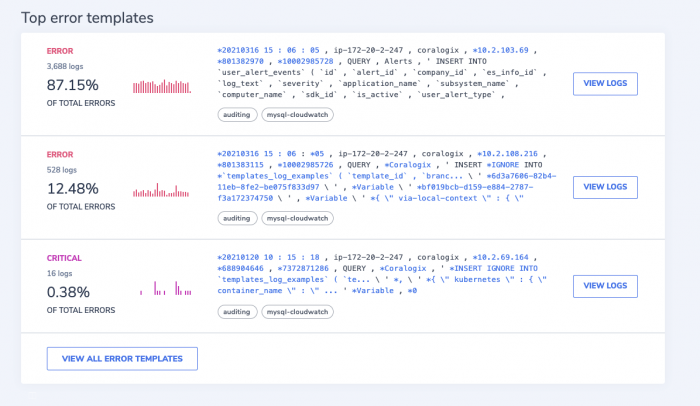 Top error templates
ERROR
3,688 logs
87.15%
OF TOTAL ERRORS
*20210316 15 : 06 : 05 , ip-172-20-2-247 , coralogix , *10.2.103.69 ,
*801382970 , *10002985728 , QUERY , Alerts , ' INSERT INTO
`user_alert_events` ( `id` , `alert_id` , `company_id` , `es_info_id` ,
`log_text` , `severity` , `application_name` , `subsystem_name` ,
`computer_name` , `sdk_id` , `is_active` , `user_alert_type` ,
auditing
mysql-cloudwatch
VIEW LOGS
ERROR
528 logs
12.48%
OF TOTAL ERRORS
*20210316 15 : 06 : *05 , ip-172-20-2-247 , coralogix , *10.2.108.216 ,
*801383115 , *10002985726 , QUERY , *Coralogix , ' INSERT *IGNORE INTO
*`templates_log_examples` ( `template_id` , `branc... \ ' *6d3a7606-82b4-
11eb-8fe2-be075f833d97 \ ' , *Variable \ ' *bf019bcb-d159-e884-2787-
f3a172374750 \ ' , *Variable \ ' *{ \" via-local-context \" : { \"
auditing
mysql-cloudwatch
VIEW LOGS
CRITICAL
16 logs
0.38%
OF TOTAL ERRORS
*20210120 10 : 15 : 18 , ip-172-20-2-247 , coralogix , *10.2.69.164 ,
*688904646 , *7372871286 , QUERY , *Coralogix , ' *INSERT IGNORE INTO
`templates_log_examples` ( `te... \ ' *, \ ' *{ \" kubernetes \" : { \"
container_name \" : \" ... ' *Variable , *0
auditing
mysql-cloudwatch
VIEW LOGS
VIEW ALL ERROR TEMPLATES